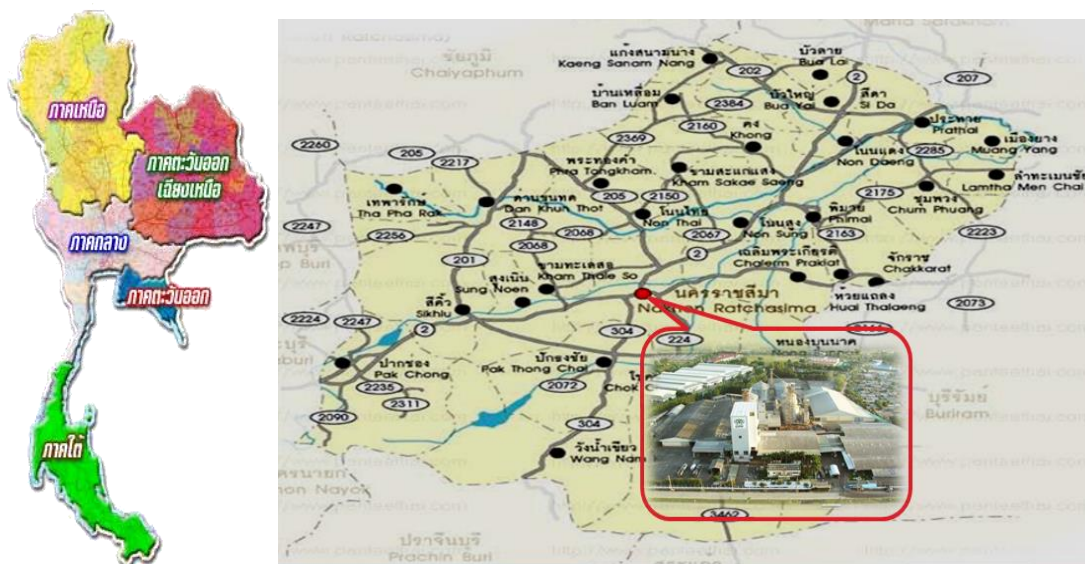 ภาคเหนือ
ภาคตะวันออก
เฉียงเหนือ
ภาคกลาง
ภาคตะวันออก
ภาคใต้
ชัยภูมิ
Chaiyaphum
แก้งสนามนาง
Kaeng Sanam Nang
บัวลาย
Bua Lai
202
2
207
บ้านเหลื่อม
Ban Luam
2384
บัวใหญ่
Bua Yai
สีดา
Si Da
2160
คง
Khong
ประทาย
Prathai
เมืองยาง
Muang Yang
2260
205
2217
2369
โนนแดง
Non Daeng
2285
พระทองคำ
Phra Tongkham
ขามสะแกแสง
Kham Sakae Saeng
ลำทะเมนชัย
Lamtha Men Chai
เทพารักษ์
Tha Pha Rak
ด่านขุนทด
Dian Khuh Thot
205
2150
2175
ชุมพวง
Chum Phuang
2247
2256
2148
2068
2068
โนนไทย
Non Thai
2067
โนนสูง
Non Sung
พิมาย
Phimai
2163
2223
201
2
เฉลิมพระเกียรติ
Chalerm Prakiat
จักราช
Chakkarat
สูงเนิน
Sung Noen
ขามทะเลสอ
Kham Thale So
สีคิ้ว
Sikhiu
นครราชสีมา
Nakhon Ratchasima
ห้วยแถลง
Huai Thalaeng
2073
2224
2247
2
304
224
ปากช่อง
Pak Chong
ปักธงชัย
Pak Thong Chai
หนองบุนนาค
2235
2311
2072
2090
304
บุรีรัมย์
Buriram
วังน้ำเขียว
Wang Nam
3462
ปราจีนบุรี
Prachin Buri